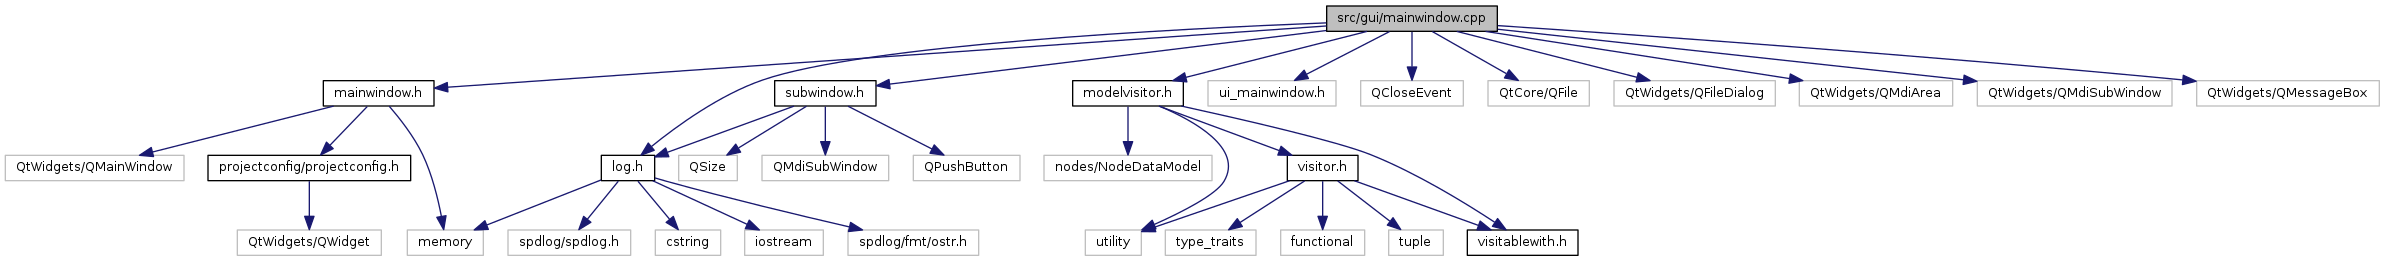 src/gui/mainwindow.cpp
mainwindow.h
subwindow.h
modelvisitor.h
ui_mainwindow.h
QCloseEvent
QtCore/QFile
QtWidgets/QFileDialog
QtWidgets/QMdiArea
QtWidgets/QMdiSubWindow
QtWidgets/QMessageBox
QtWidgets/QMainWindow
projectconfig/projectconfig.h
log.h
QSize
QMdiSubWindow
QPushButton
nodes/NodeDataModel
visitor.h
QtWidgets/QWidget
memory
spdlog/spdlog.h
cstring
iostream
spdlog/fmt/ostr.h
utility
type_traits
functional
tuple
visitablewith.h